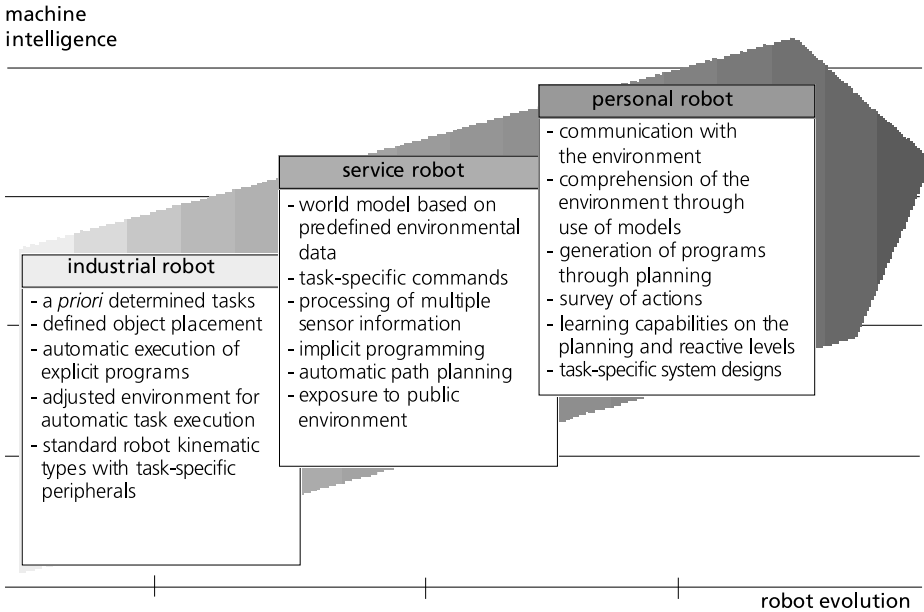 machine
intelligence
personal robot
- communication with
the environment
- comprehension of the
environment through
use of models
- generation of programs
through planning
- survey of actions
- learning capabilities on the
planning and reactive levels
- task-specific system designs
service robot
- world model based on
predefined environmental
data
- task-specific commands
- processing of multiple
sensor information
- implicit programming
- automatic path planning
- exposure to public
environment
industrial robot
- a priori determined tasks
- defined object placement
- automatic execution of
explicit programs
- adjusted environment for
automatic task execution
- standard robot kinematic
types with task-specific
peripherals
robot evolution